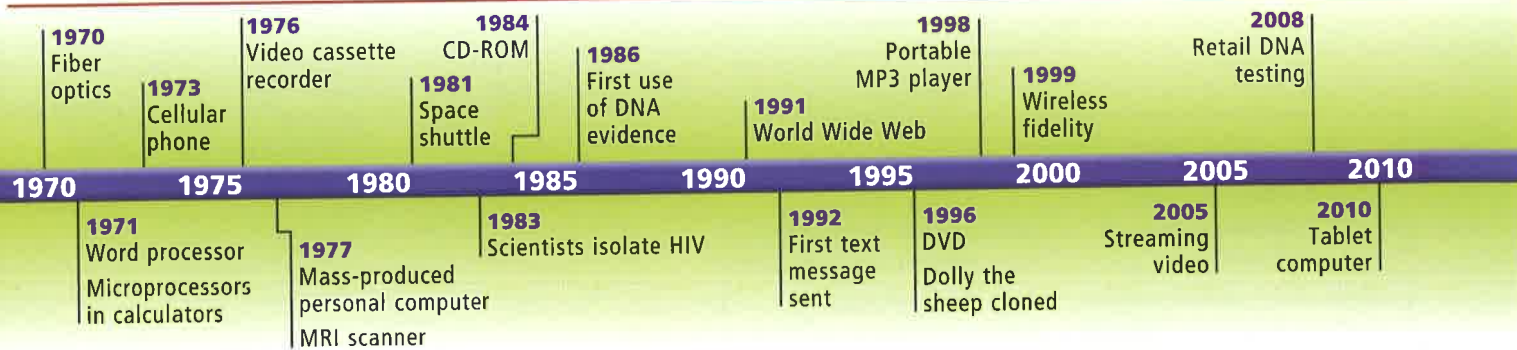 1970
Fiber
optics
1973
Cellular
phone
1976
Video cassette
recorder
1981
Space
shuttle
1984
CD-ROM
1986
First use
of DNA
evidence
1991
World Wide Web
1998
Portable
MP3 player
1999
Wireless
fidelity
2008
Retail DNA
testing
1970 1975 1980 1985 1990 1995 2000 2005 2010
1971
Word processor
Microprocessors
in calculators
1977
Mass-produced
personal computer
MRI scanner
1983
Scientists isolate HIV
1992
First text
message
sent
1996
DVD
Dolly the
sheep cloned
2005
Streaming
video
2010
Tablet
computer